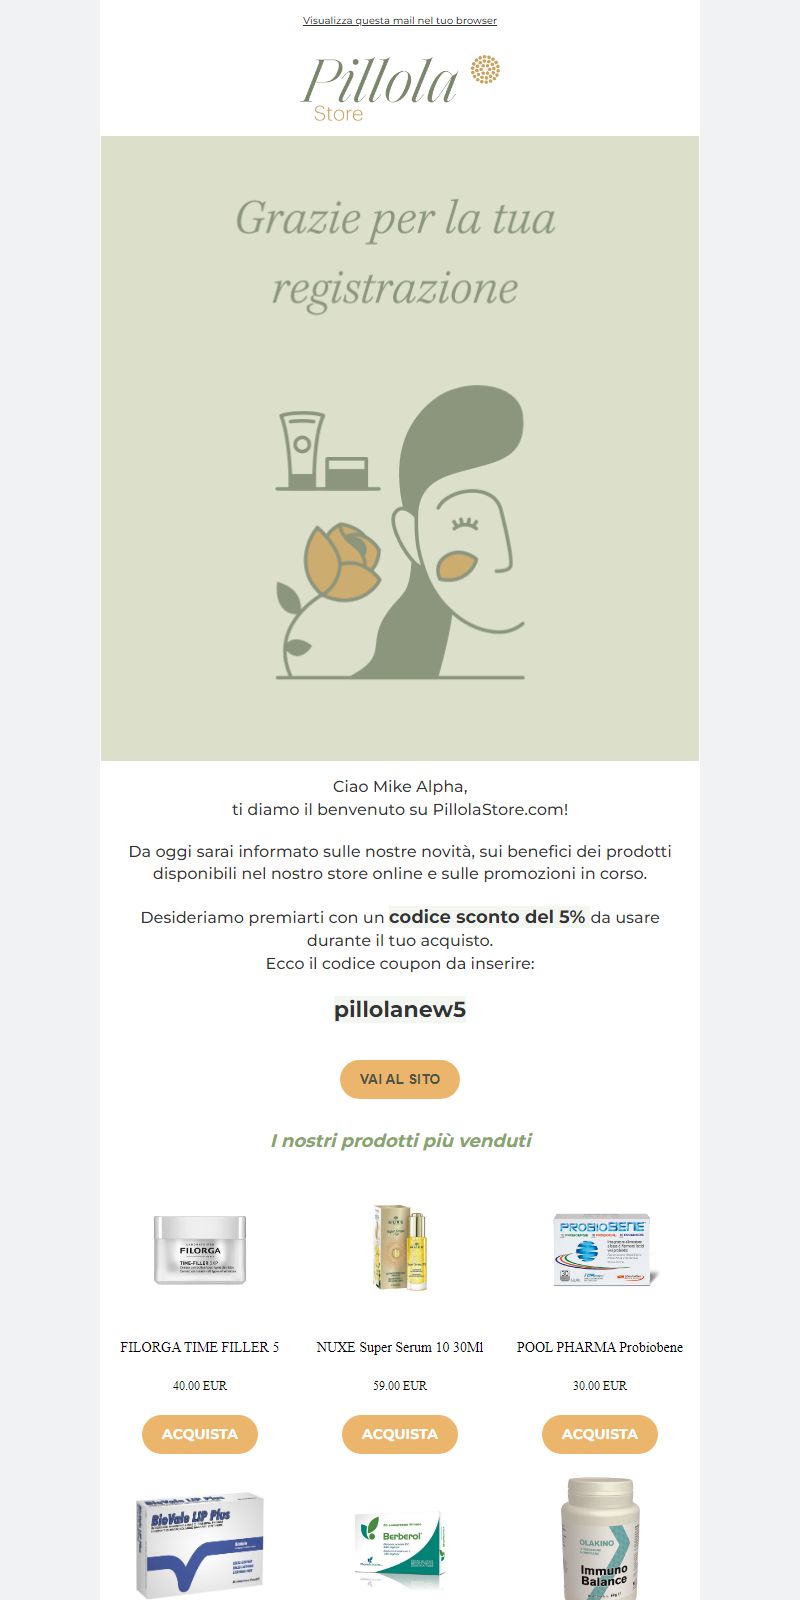 Visualizza questa mail nel tuo browser
Pillola
Store
Grazie per la tua
registrazione
Ciao Mike Alpha,
ti diamo il benvenuto su PillolaStore.com!
Da oggi sarai informato sulle nostre novità, sui benefici dei prodotti
disponibili nel nostro store online e sulle promozioni in corso.
Desideriamo premiarti con un codice sconto del 5% da usare
durante il tuo acquisto.
Ecco il codice coupon da inserire:
pillolanew5
VAI AL SITO
I nostri prodotti più venduti
FILORGA
TIME-FILLER 5XP
NUXE
PROBIOBENE
FILORGA TIME FILLER 5
NUXE Super Serum 10 30Ml
POOL PHARMA Probiobene
40.00 EUR
59.00 EUR
30.00 EUR
ACQUISTA
ACQUISTA
ACQUISTA
BioVale LIP Plus
Berberol
OLAKINO
Immuno
Balance